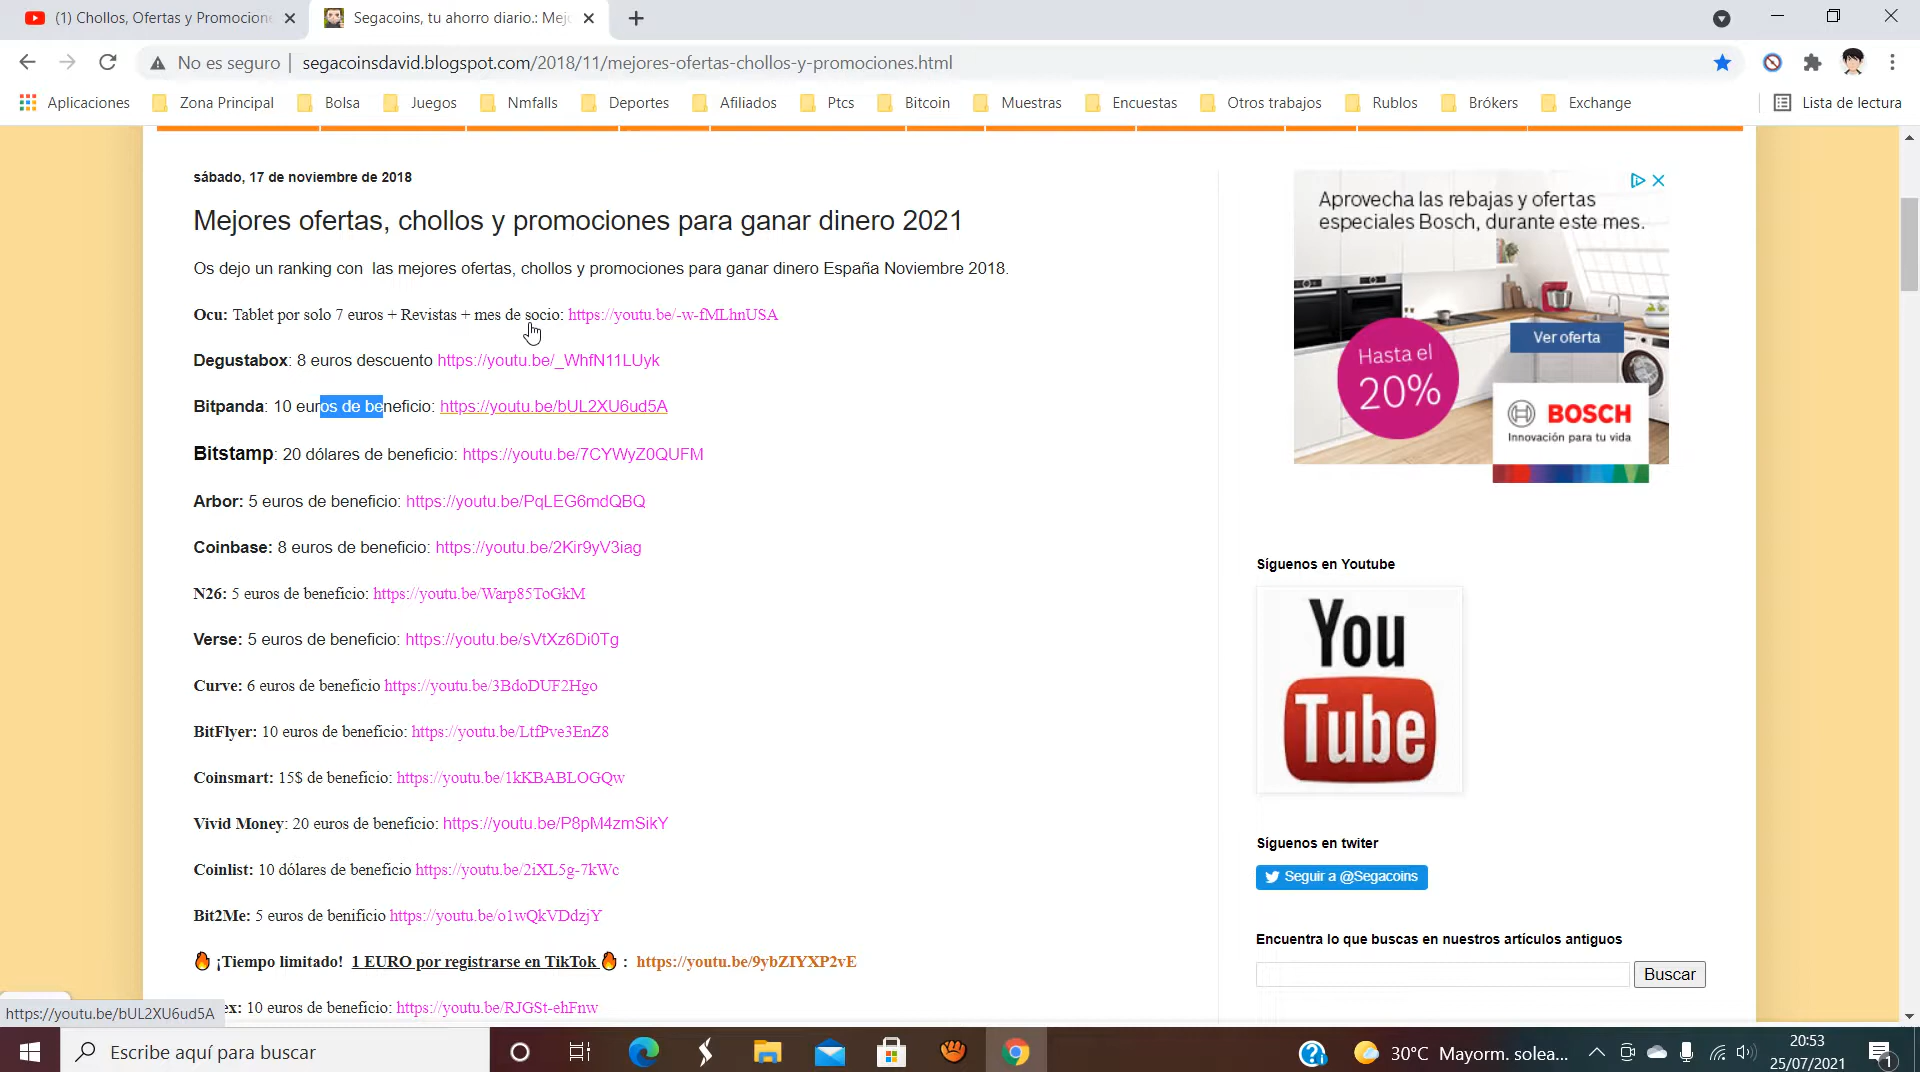 (1) Chollos, Ofertas y Promocione
Segacoins, tu ahorro diario.: Mejo
No es seguro | segacoinsdavid.blogspot.com/2018/11/mejores-ofertas-chollos-y-promociones.html
Aplicaciones Zona Principal Bolsa Juegos Nmfalls Deportes Afiliados Ptcs Bitcoin Muestras Encuestas Otros trabajos Rublos Brókers Exchange Lista de lectura
sábado, 17 de noviembre de 2018
Mejores ofertas, chollos y promociones para ganar dinero 2021
Os dejo un ranking con las mejores ofertas, chollos y promociones para ganar dinero España Noviembre 2018.
Ocu: Tablet por solo 7 euros + Revistas + mes de socio: https://youtu.be/-w-fMLhnUSA
Degustabox: 8 euros descuento https://youtu.be/_WhfN11LUyk
Bitpanda: 10 euros de beneficio: https://youtu.be/bUL2XU6ud5A
Bitstamp: 20 dólares de beneficio: https://youtu.be/7CYWyZ0QUFM
Arbor: 5 euros de beneficio: https://youtu.be/PqLEG6mdQBQ
Coinbase: 8 euros de beneficio: https://youtu.be/2Kir9yV3iag
N26: 5 euros de beneficio: https://youtu.be/Warp85ToGkM
Verse: 5 euros de beneficio: https://youtu.be/sVtXz6Di0Tg
Curve: 6 euros de beneficio https://youtu.be/3BdoDUF2Hgo
BitFlyer: 10 euros de beneficio: https://youtu.be/LtfPve3EnZ8
Coinsmart: 15$ de beneficio: https://youtu.be/1kKBABLOGQw
Vivid Money: 20 euros de beneficio: https://youtu.be/P8pM4zmSikY
Coinlist: 10 dólares de beneficio https://youtu.be/2iXL5g-7kWc
Bit2Me: 5 euros de benificio https://youtu.be/o1wQkVDdzjY
🔥 ¡Tiempo limitado! 1 EURO por registrarse en TikTok 🔥 : https://youtu.be/9ybZIYXP2vE
ex: 10 euros de beneficio: https://youtu.be/RJGSt-ehFnw
https://youtu.be/bUL2XU6ud5A
Aprovecha las rebajas y ofertas
especiales Bosch, durante este mes.
Ver oferta
Hasta el
20%
BOSCH
Innovación para tu vida
Síguenos en Youtube
You
Tube
Síguenos en twiter
Seguir a @Segacoins
Encuentra lo que buscas en nuestros artículos antiguos
Buscar
Escribe aquí para buscar
30°C Mayorm. solea...
20:53
25/07/2021
1